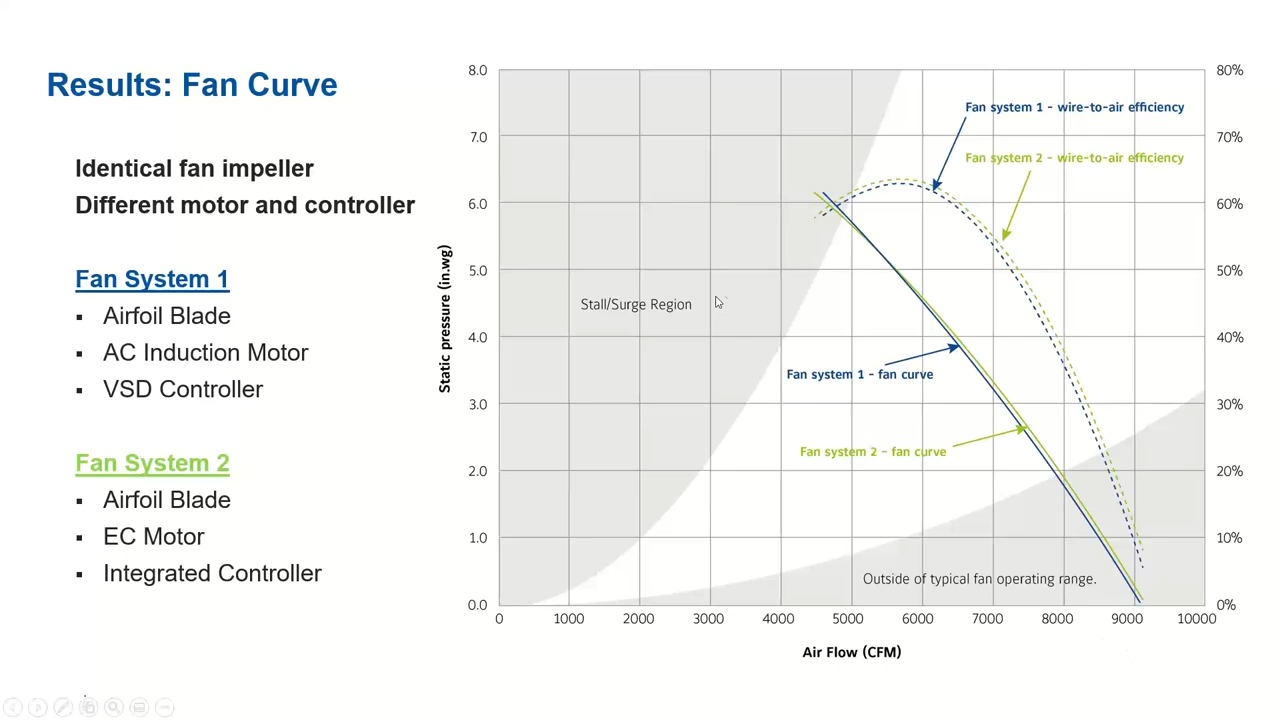 Results: Fan Curve
Identical fan impeller
Different motor and controller
Fan System 1
▪ Airfoil Blade
▪ AC Induction Motor
▪ VSD Controller
Fan System 2
▪ Airfoil Blade
▪ EC Motor
▪ Integrated Controller
Static pressure (in.wg)
8.0
7.0
6.0
5.0
4.0
3.0
2.0
1.0
0.0
80%
70%
60%
50%
40%
30%
20%
10%
0%
Fan system 1 - wire-to-air efficiency
Fan system 2 - wire-to-air efficiency
Stall/Surge Region
Fan system 1 - fan curve
Fan system 2 - fan curve
Outside of typical fan operating range.
0 1000 2000 3000 4000 5000 6000 7000 8000 9000 10000
Air Flow (CFM)